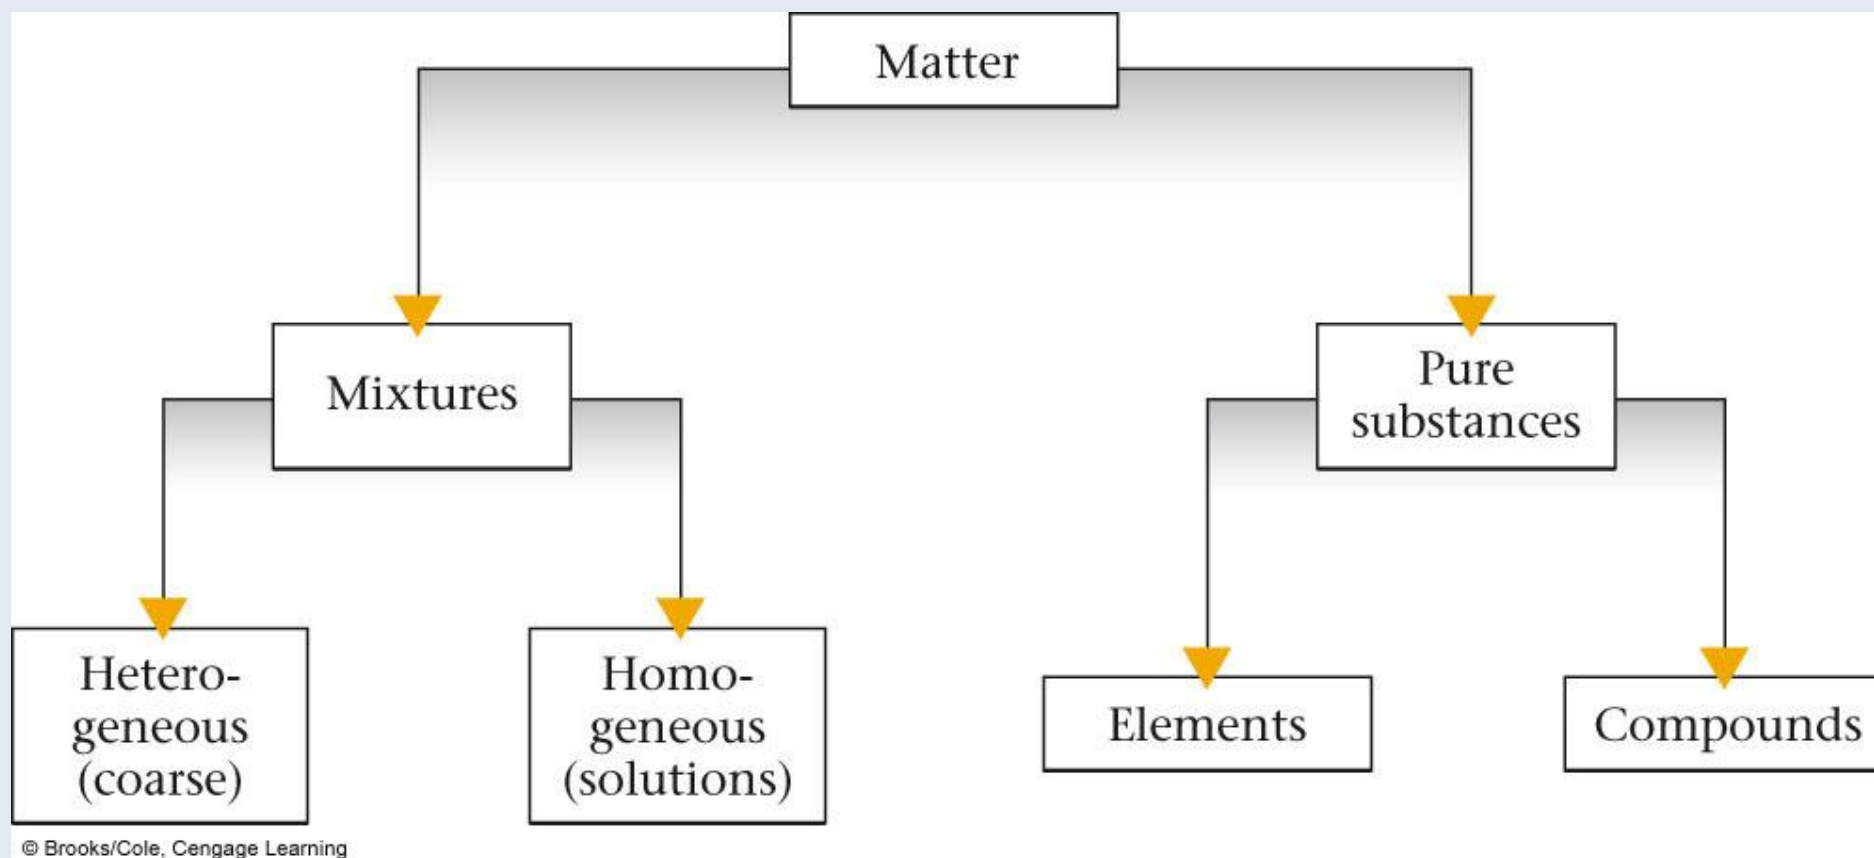 Matter
Mixtures
Pure
substances
Hetero-
geneous
(coarse)
Homo-
geneous
(solutions)
Elements
Compounds
© Brooks/Cole, Cengage Learning